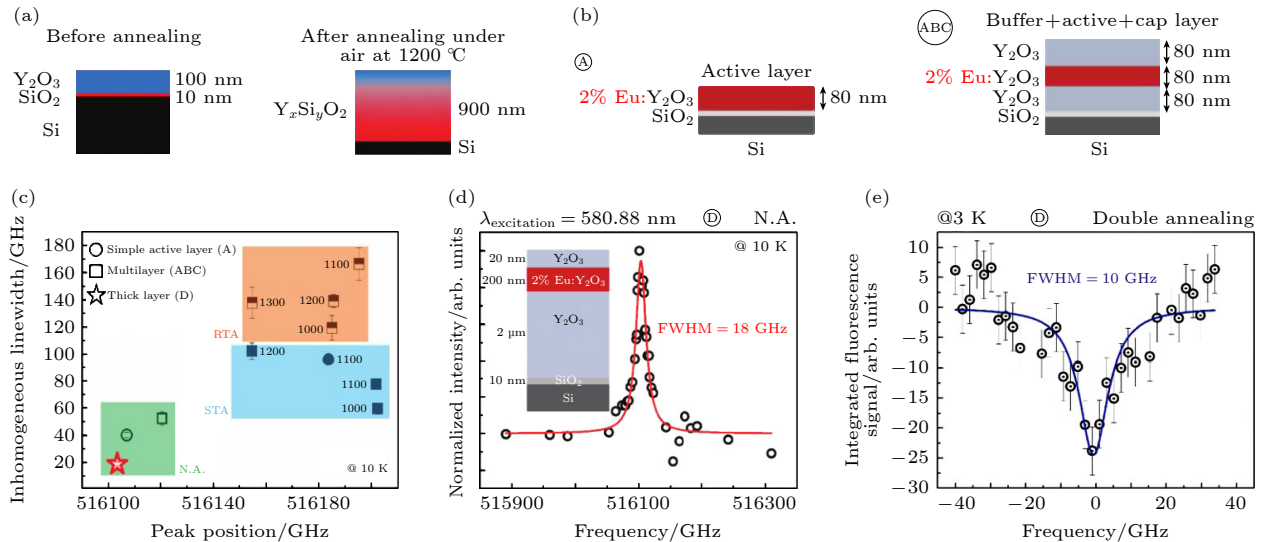 (a)
Before annealing
Y₂O₃
SiO₂
Si
100 nm
10 nm
After annealing under
air at 1200 ℃
YₓSiᵧO₂
900 nm
Si
(b)
Ⓐ
Active layer
2% Eu:Y₂O₃
SiO₂
80 nm
Si
ABC
Buffer+active+cap layer
Y₂O₃
2% Eu:Y₂O₃
Y₂O₃
SiO₂
80 nm
80 nm
80 nm
Si
(c)
Inhomogeneous linewidth/GHz
180
160
140
120
100
80
60
40
20
Simple active layer (A)
Multilayer (ABC)
Thick layer (D)
1100
1300
1200
1000
RTA
1200
1100
1100
1000
STA
N.A.
@ 10 K
516100
516140
516180
Peak position/GHz
(d)
λexcitation = 580.88 nm Ⓓ N.A.
@ 10 K
Normalized intensity/arb. units
20 nm
Y₂O₃
200 nm
2% Eu:Y₂O₃
2 μm
Y₂O₃
10 nm
SiO₂
Si
FWHM = 18 GHz
515900
516100
516300
Frequency/GHz
(e)
@3 K Ⓓ Double annealing
Integrated fluorescence
signal/arb. units
10
5
0
−5
−10
−15
−20
−25
−30
FWHM = 10 GHz
−40
−20
0
20
40
Frequency/GHz